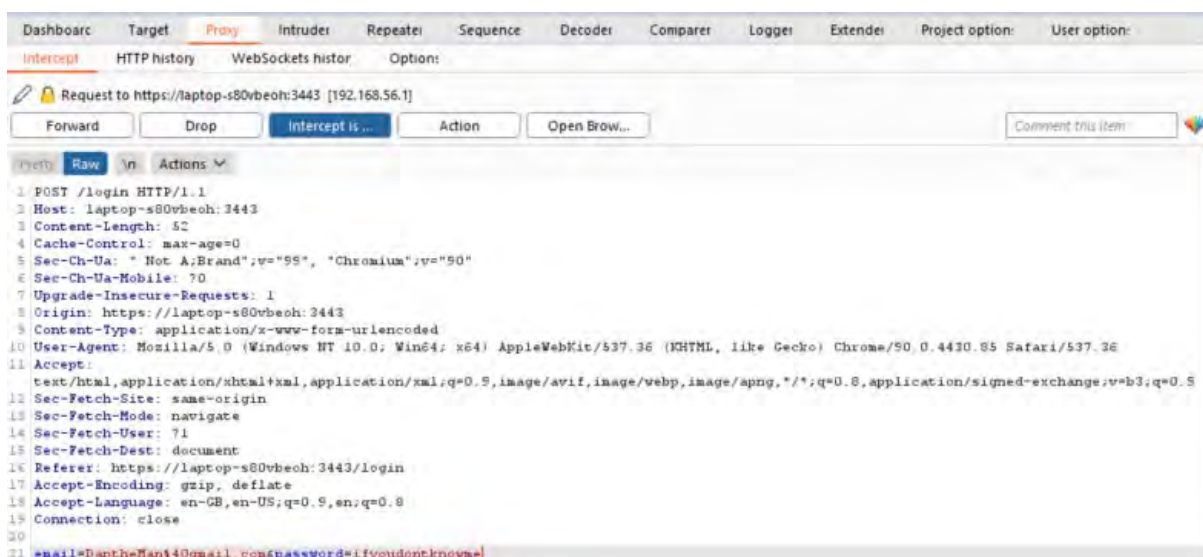 Dashboarc Target Proxy Intruder Repeater Sequence Decoder Comparer Logger Extender Project option: User option:
Intercept HTTP history WebSockets histor Option:
Request to https://laptop-s80vbeoh:3443 [192.168.56.1]
Forward Drop Intercept is ... Action Open Brow... Comment this item
Pretty Raw \n Actions
1 POST /login HTTP/1.1
2 Host: laptop-s80vbeoh:3443
3 Content-Length: 52
4 Cache-Control: max-age=0
5 Sec-Ch-Ua: " Not A;Brand";v="99", "Chromium";v="90"
6 Sec-Ch-Ua-Mobile: ?0
7 Upgrade-Insecure-Requests: 1
8 Origin: https://laptop-s80vbeoh:3443
9 Content-Type: application/x-www-form-urlencoded
10 User-Agent: Mozilla/5.0 (Windows NT 10.0; Win64; x64) AppleWebKit/537.36 (KHTML, like Gecko) Chrome/90.0.4430.85 Safari/537.36
11 Accept:
text/html,application/xhtml+xml,application/xml;q=0.9,image/avif,image/webp,image/apng,*/*;q=0.8,application/signed-exchange;v=b3;q=0.9
12 Sec-Fetch-Site: same-origin
13 Sec-Fetch-Mode: navigate
14 Sec-Fetch-User: ?1
15 Sec-Fetch-Dest: document
16 Referer: https://laptop-s80vbeoh:3443/login
17 Accept-Encoding: gzip, deflate
18 Accept-Language: en-GB,en-US;q=0.9,en;q=0.8
19 Connection: close
20
21 email=DantheMan%40gmail.com&password=ifyoudontknowme